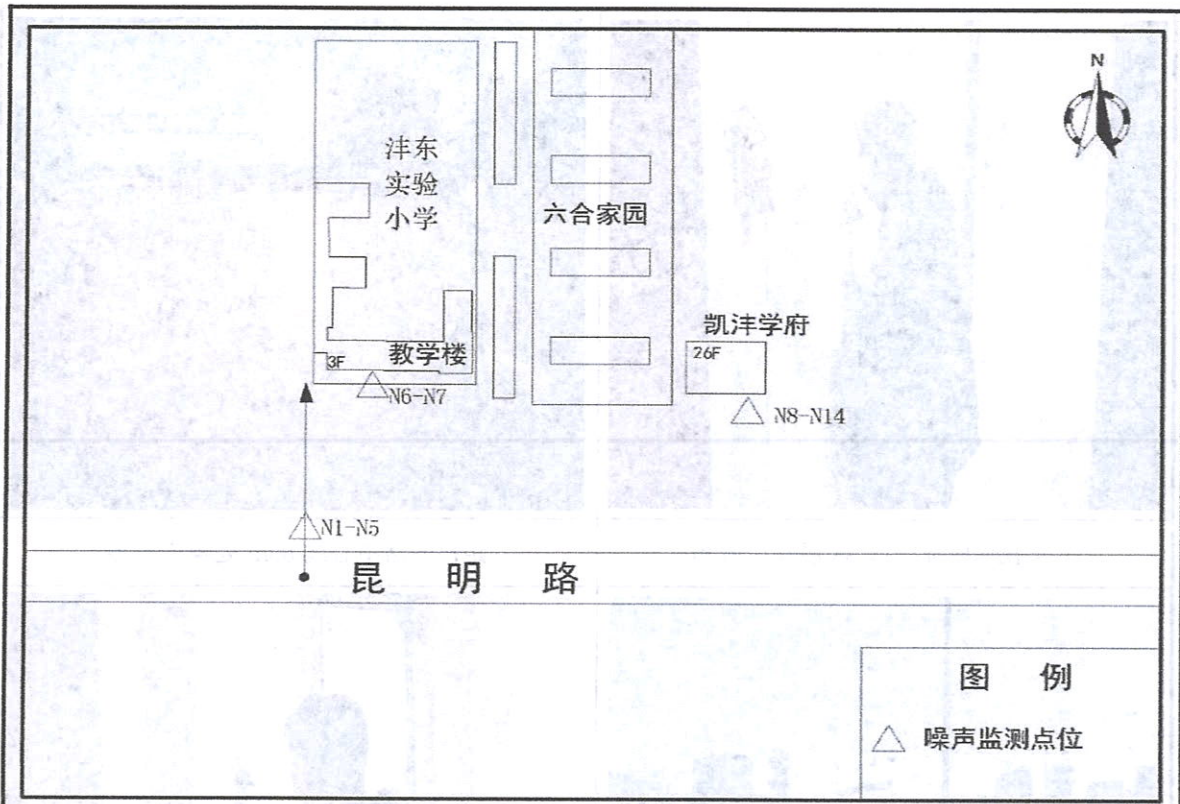 N
沣东
实验
小学
六合家园
凯沣学府
26F
3F
教学楼
N6-N7
N8-N14
N1-N5
昆明路
图例
噪声监测点位